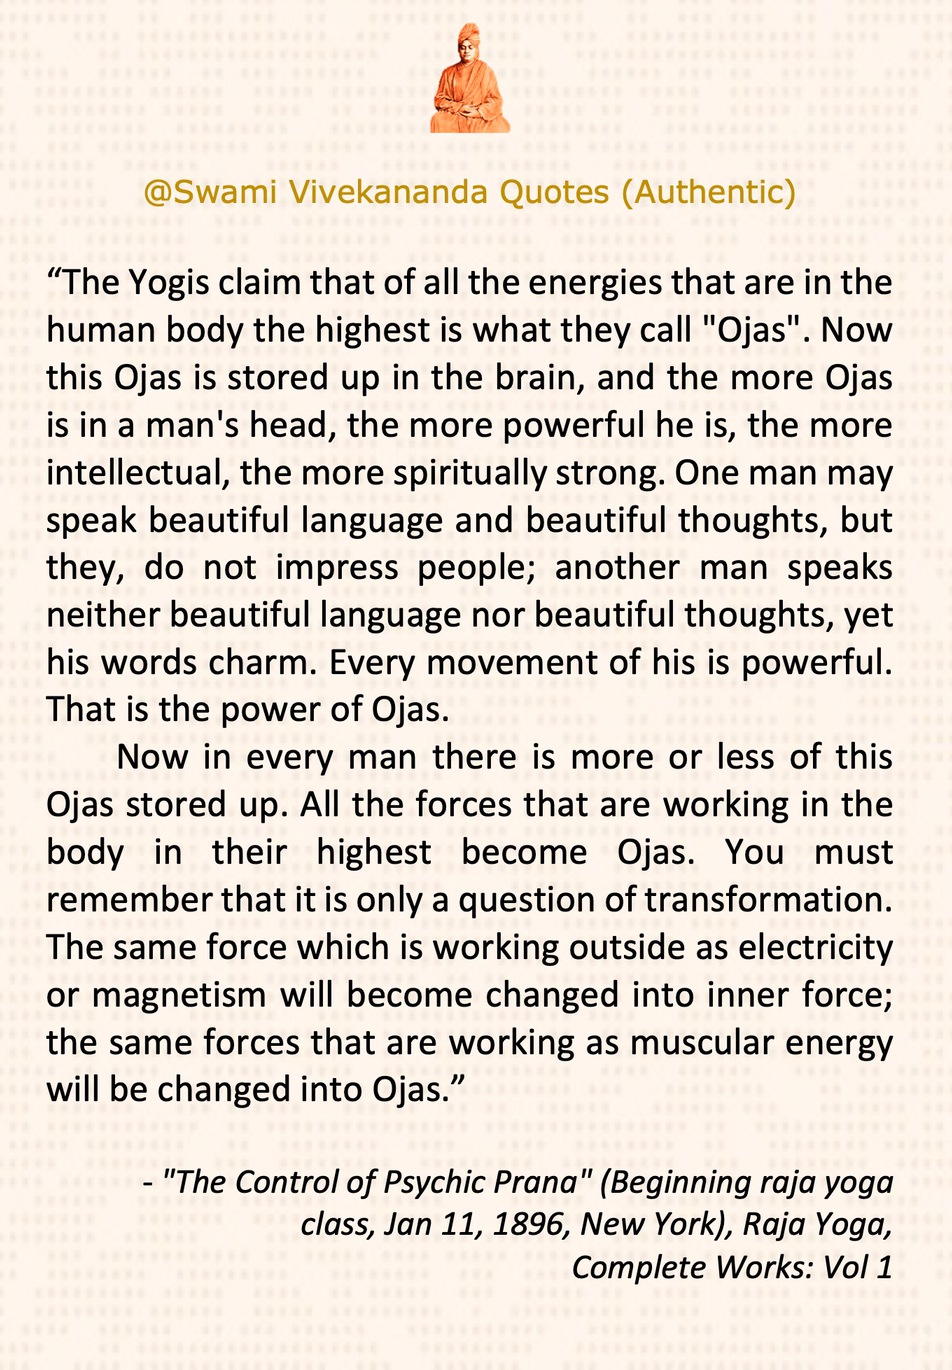 @Swami Vivekananda Quotes (Authentic)
“The Yogis claim that of all the energies that are in the
human body the highest is what they call "Ojas". Now
this Ojas is stored up in the brain, and the more Ojas
is in a man's head, the more powerful he is, the more
intellectual, the more spiritually strong. One man may
speak beautiful language and beautiful thoughts, but
they, do not impress people; another man speaks
neither beautiful language nor beautiful thoughts, yet
his words charm. Every movement of his is powerful.
That is the power of Ojas.
Now in every man there is more or less of this
Ojas stored up. All the forces that are working in the
body in their highest become Ojas. You must
remember that it is only a question of transformation.
The same force which is working outside as electricity
or magnetism will become changed into inner force;
the same forces that are working as muscular energy
will be changed into Ojas.”
- "The Control of Psychic Prana" (Beginning raja yoga
class, Jan 11, 1896, New York), Raja Yoga,
Complete Works: Vol 1